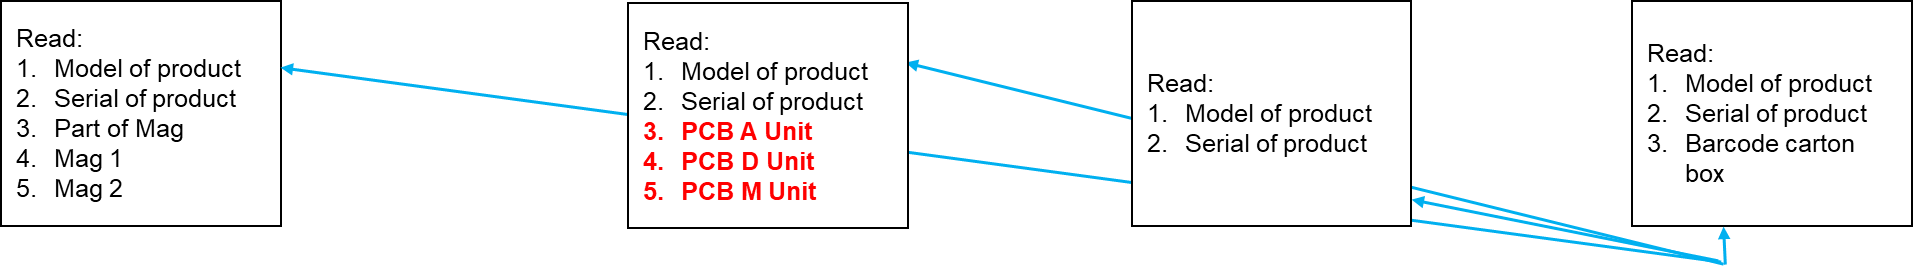 Read:
1. Model of product
2. Serial of product
3. Part of Mag
4. Mag 1
5. Mag 2
Read:
1. Model of product
2. Serial of product
3. PCB A Unit
4. PCB D Unit
5. PCB M Unit
Read:
1. Model of product
2. Serial of product
Read:
1. Model of product
2. Serial of product
3. Barcode carton
box